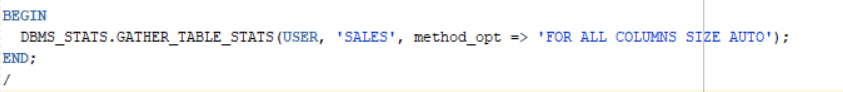 BEGIN
DBMS_STATS.GATHER_TABLE_STATS(USER, 'SALES', method_opt => 'FOR ALL COLUMNS SIZE AUTO');
END;
/